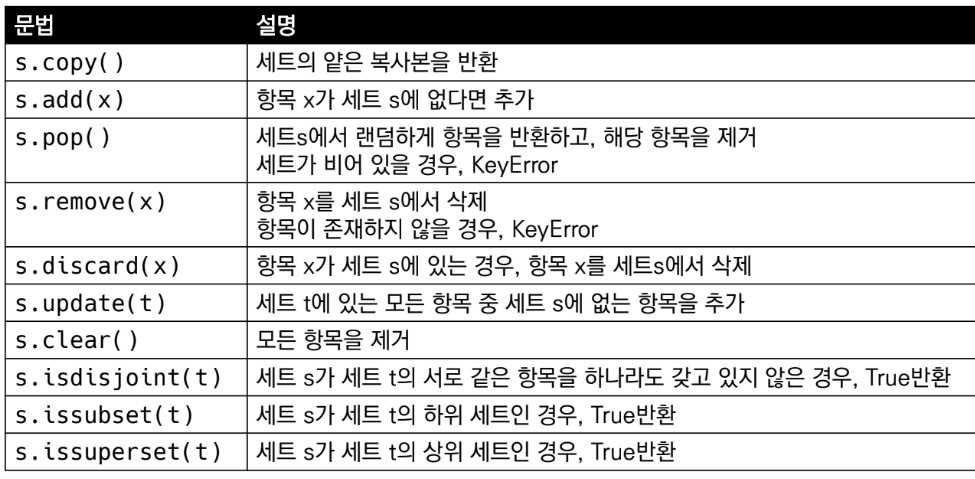 문법 설명
s.copy() 세트의 얕은 복사본을 반환
s.add(x) 항목 x가 세트 s에 없다면 추가
s.pop() 세트s에서 랜덤하게 항목을 반환하고, 해당 항목을 제거
세트가 비어 있을 경우, KeyError
s.remove(x) 항목 x를 세트 s에서 삭제
항목이 존재하지 않을 경우, KeyError
s.discard(x) 항목 x가 세트 s에 있는 경우, 항목 x를 세트s에서 삭제
s.update(t) 세트 t에 있는 모든 항목 중 세트 s에 없는 항목을 추가
s.clear() 모든 항목을 제거
s.isdisjoint(t) 세트 s가 세트 t의 서로 같은 항목을 하나라도 갖고 있지 않은 경우, True반환
s.issubset(t) 세트 s가 세트 t의 하위 세트인 경우, True반환
s.issuperset(t) 세트 s가 세트 t의 상위 세트인 경우, True반환